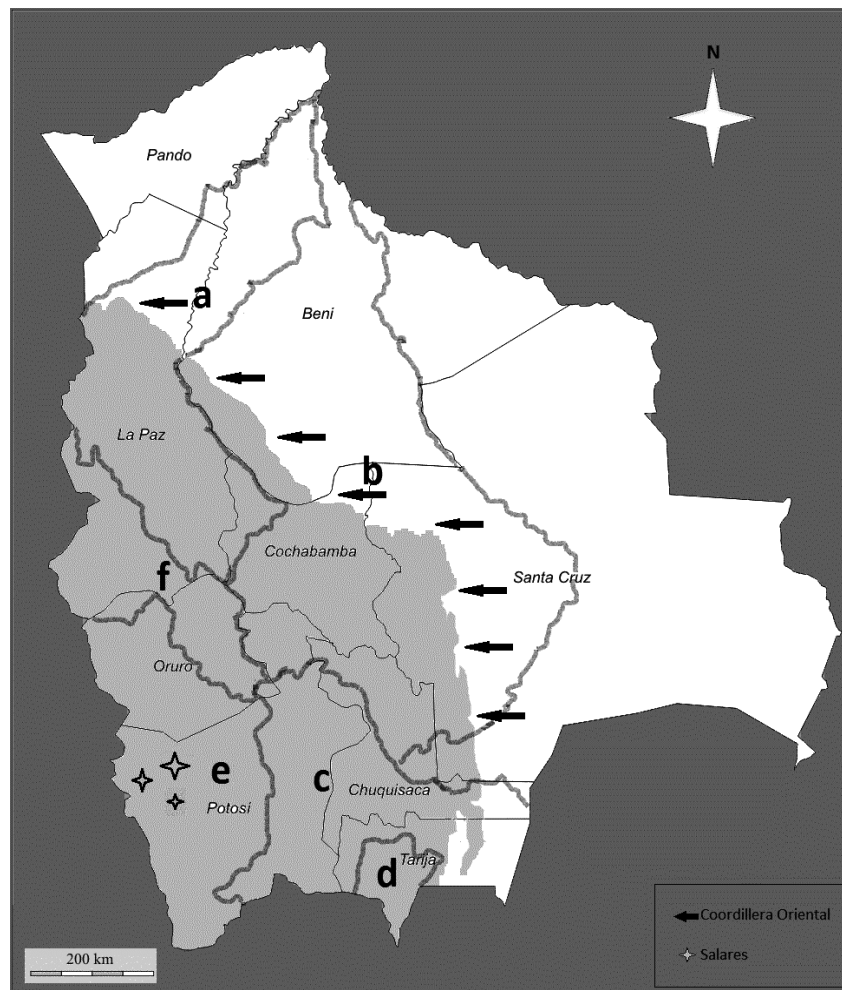 N
Pando
a
Beni
La Paz
b
Cochabamba
Santa Cruz
f
Oruro
e
c
Potosí
Chuquisaca
Tarija
d
Coordillera Oriental
Salares
200 km